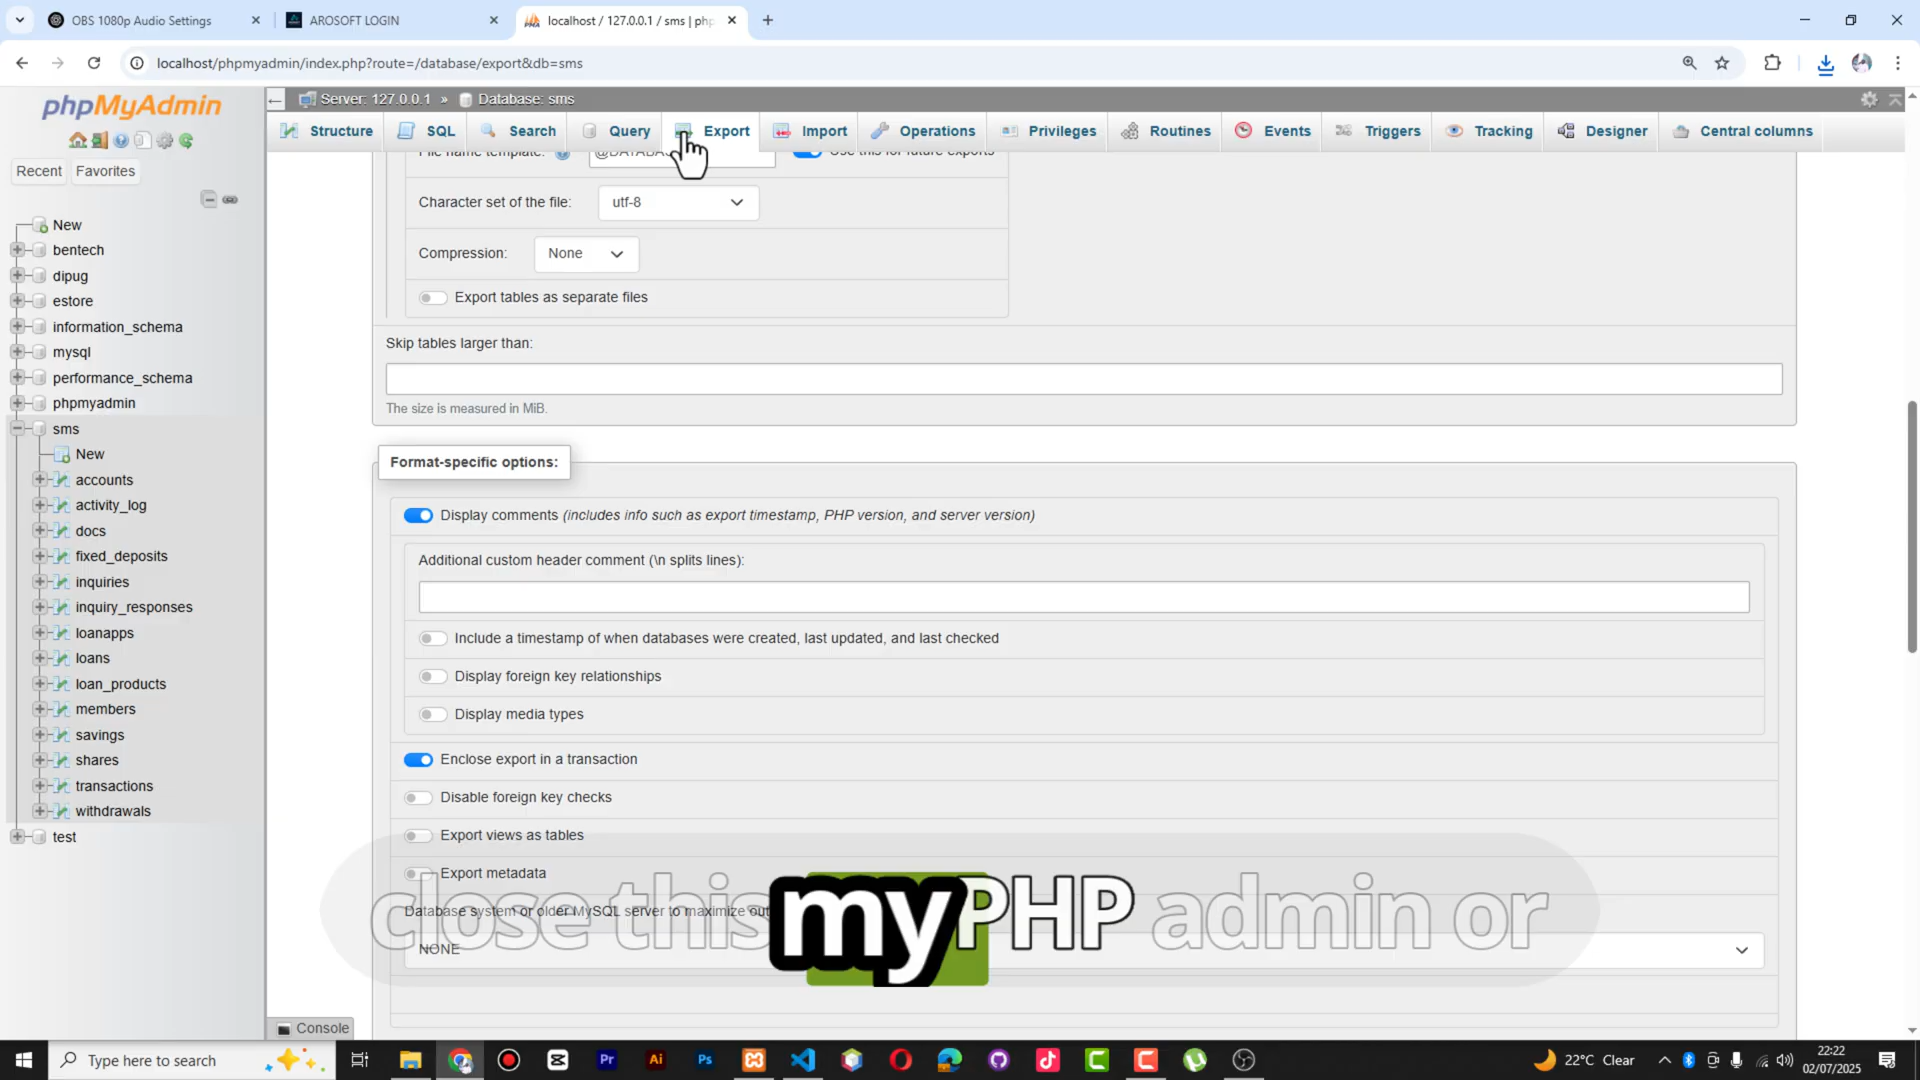 OBS 1080p Audio Settings
AROSOFT LOGIN
localhost / 127.0.0.1 / sms | php
localhost/phpmyadmin/index.php?route=/database/export&db=sms
phpMyAdmin
Recent
Favorites
New
bentech
dipug
estore
information_schema
mysql
performance_schema
phpmyadmin
sms
New
accounts
activity_log
docs
fixed_deposits
inquiries
inquiry_responses
loanapps
loans
loan_products
members
savings
shares
transactions
withdrawals
test
Server: 127.0.0.1 » Database: sms
Structure
SQL
Search
Query
Export
Import
Operations
Privileges
Routines
Events
Triggers
Tracking
Designer
Central columns
File name template:
Use this for future exports
Character set of the file:
utf-8
Compression:
None
Export tables as separate files
Skip tables larger than:
The size is measured in MiB.
Format-specific options:
Display comments (includes info such as export timestamp, PHP version, and server version)
Additional custom header comment (\n splits lines):
Include a timestamp of when databases were created, last updated, and last checked
Display foreign key relationships
Display media types
Enclose export in a transaction
Disable foreign key checks
Export views as tables
Export metadata
Database system or older MySQL server to maximize
NONE
close this my PHP admin or
Console
Type here to search
22°C Clear
22:22
02/07/2025